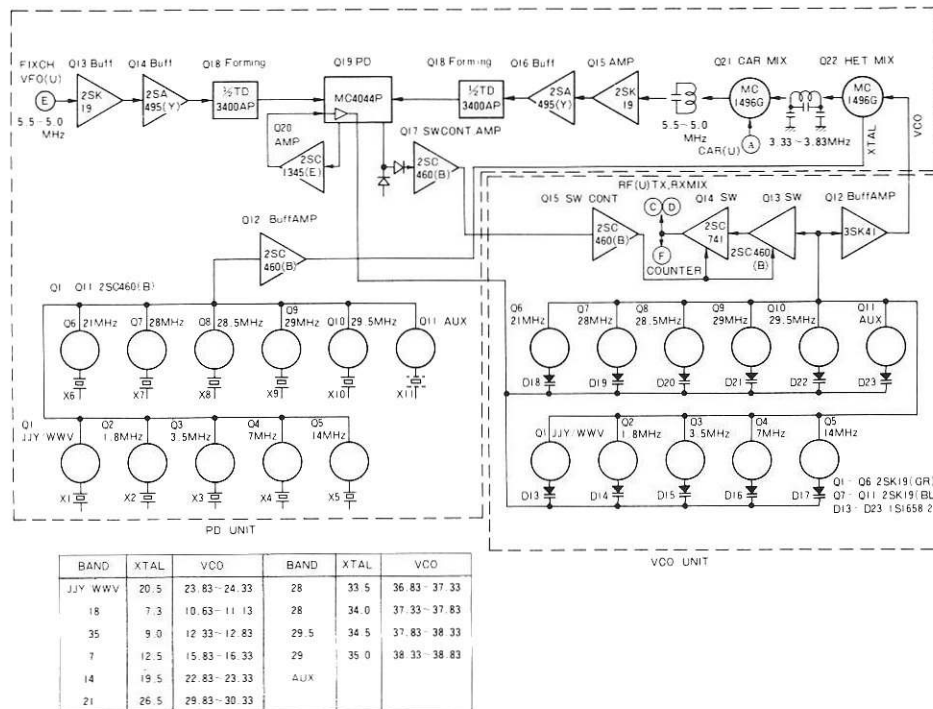 FIXCH
VFO(U)
E
5.5~5.0
MHz
Q13 Buff
2SK
19
Q14 Buff
2SA
495(Y)
Q18 Forming
½TD
3400AP
Q19 PD
MC4044P
Q20
AMP
2SC
1345(E)
Q17 SWCONT. AMP
2SC
460(B)
Q18 Forming
½TD
3400AP
Q16 Buff
2SA
495(Y)
Q15 AMP
2SK
19
5.5~5.0
MHz
Q21 CAR MIX
MC
1496G
A
CAR(U)
3.33~3.83MHz
Q22 HET MIX
MC
1496G
XTAL
VCO
Q12 BuffAMP
2SC
460(B)
Q15 SW CONT
2SC
460(B)
RF(U)TX,RXMIX
C D
F
COUNTER
Q14 SW
2SC
741
Q13 SW
2SC460
(B)
Q12 BuffAMP
3SK41
Q1 Q11 2SC460(B)
Q6 21MHz
Q7 28MHz
Q8 28.5MHz
Q9
29MHz
Q10 29.5MHz
Q11 AUX
X6
X7
X8
X9
X10
X11
Q1
JJY/WWV
Q2
1.8MHz
Q3
3.5MHz
Q4
7MHz
Q5
14MHz
X1
X2
X3
X4
X5
PD UNIT
Q6
21MHz
Q7
28MHz
Q8
28.5MHz
Q9
29MHz
Q10
29.5MHz
Q11
AUX
D18
D19
D20
D21
D22
D23
Q1 JJY/WWV
Q2
1.8MHz
Q3
3.5MHz
Q4
7MHz
Q5
14MHz
D13
D14
D15
D16
D17
Q1 - Q6 2SK19(GR)
Q7 - Q11 2SK19(BL
D13 - D23 1S1658 2
VCO UNIT
BAND XTAL VCO BAND XTAL VCO
JJY WWV 20.5 23.83~24.33 28 33.5 36.83~37.33
18 7.3 10.63~11.13 28 34.0 37.33~37.83
35 9.0 12.33~12.83 29.5 34.5 37.83~38.33
7 12.5 15.83~16.33 29 35.0 38.33~38.83
14 19.5 22.83~23.33 AUX
21 26.5 29.83~30.33